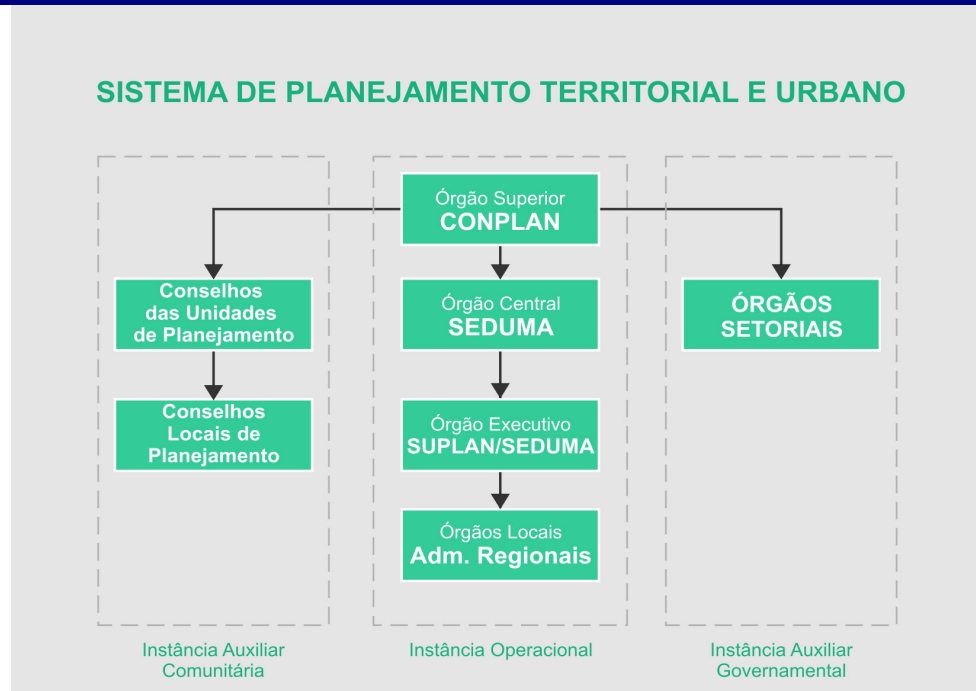 SISTEMA DE PLANEJAMENTO TERRITORIAL E URBANO
Órgão Superior
CONPLAN
Conselhos
das Unidades
de Planejamento
Órgão Central
SEDUMA
ÓRGÃOS
SETORIAIS
Conselhos
Locais de
Planejamento
Órgão Executivo
SUPLAN/SEDUMA
Órgãos Locais
Adm. Regionais
Instância Auxiliar
Comunitária
Instância Operacional
Instância Auxiliar
Governamental